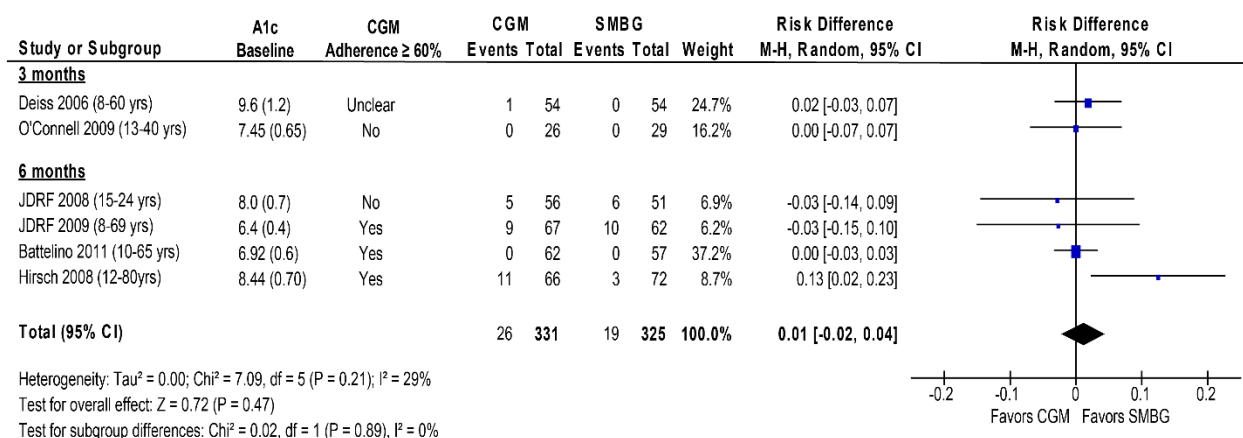 A1c CGM CGM SMBG Risk Difference Risk Difference
Study or Subgroup Baseline Adherence ≥ 60% Events Total Events Total Weight M-H, Random, 95% CI M-H, Random, 95% CI
3 months
Deiss 2006 (8-60 yrs) 9.6 (1.2) Unclear 1 54 0 54 24.7% 0.02 [-0.03, 0.07]
O'Connell 2009 (13-40 yrs) 7.45 (0.65) No 0 26 0 29 16.2% 0.00 [-0.07, 0.07]
6 months
JDRF 2008 (15-24 yrs) 8.0 (0.7) No 5 56 6 51 6.9% -0.03 [-0.14, 0.09]
JDRF 2009 (8-69 yrs) 6.4 (0.4) Yes 9 67 10 62 6.2% -0.03 [-0.15, 0.10]
Battelino 2011 (10-65 yrs) 6.92 (0.6) Yes 0 62 0 57 37.2% 0.00 [-0.03, 0.03]
Hirsch 2008 (12-80yrs) 8.44 (0.70) Yes 11 66 3 72 8.7% 0.13 [0.02, 0.23]
Total (95% CI) 26 331 19 325 100.0% 0.01 [-0.02, 0.04]
Heterogeneity: Tau² = 0.00; Chi² = 7.09, df = 5 (P = 0.21); I² = 29%
Test for overall effect: Z = 0.72 (P = 0.47)
Test for subgroup differences: Chi² = 0.02, df = 1 (P = 0.89), I² = 0%
-0.2 -0.1 0 0.1 0.2
Favors CGM Favors SMBG